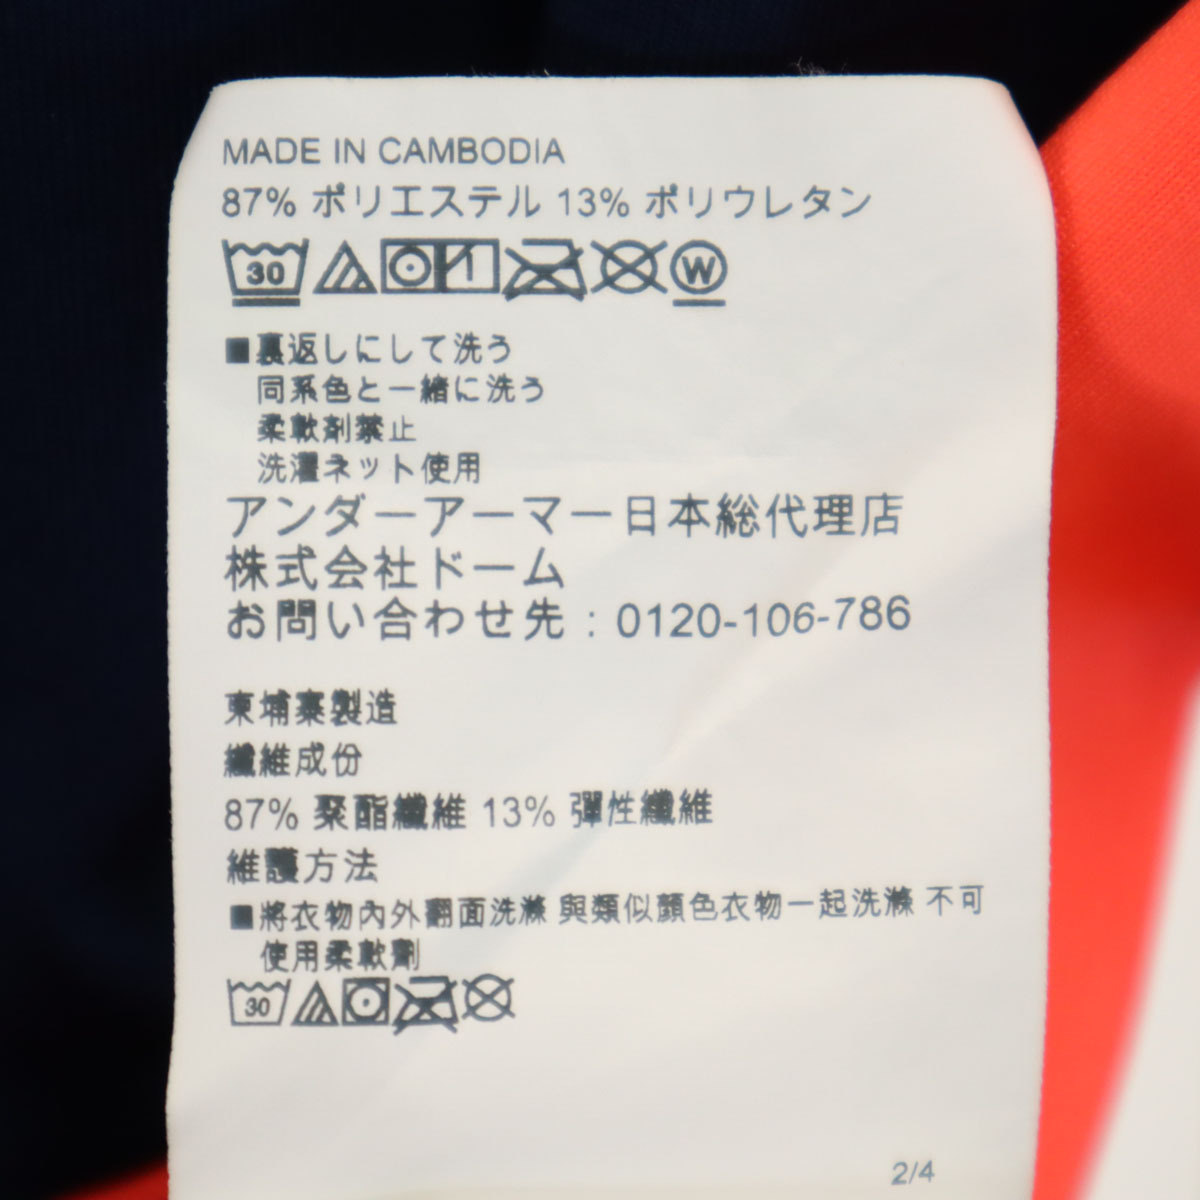 MADE IN CAMBODIA
87% ポリエステル 13% ポリウレタン
30 W
■裏返しにして洗う
同系色と一緒に洗う
柔軟剤禁止
洗濯ネット使用
アンダーアーマー日本総代理店
株式会社ドーム
お問い合わせ先：0120-106-786
柬埔寨製造
纖維成份
87% 聚酯纖維 13% 彈性纖維
維護方法
■將衣物內外翻面洗滌 與類似顏色衣物一起洗滌 不可
使用柔軟劑
30
2/4